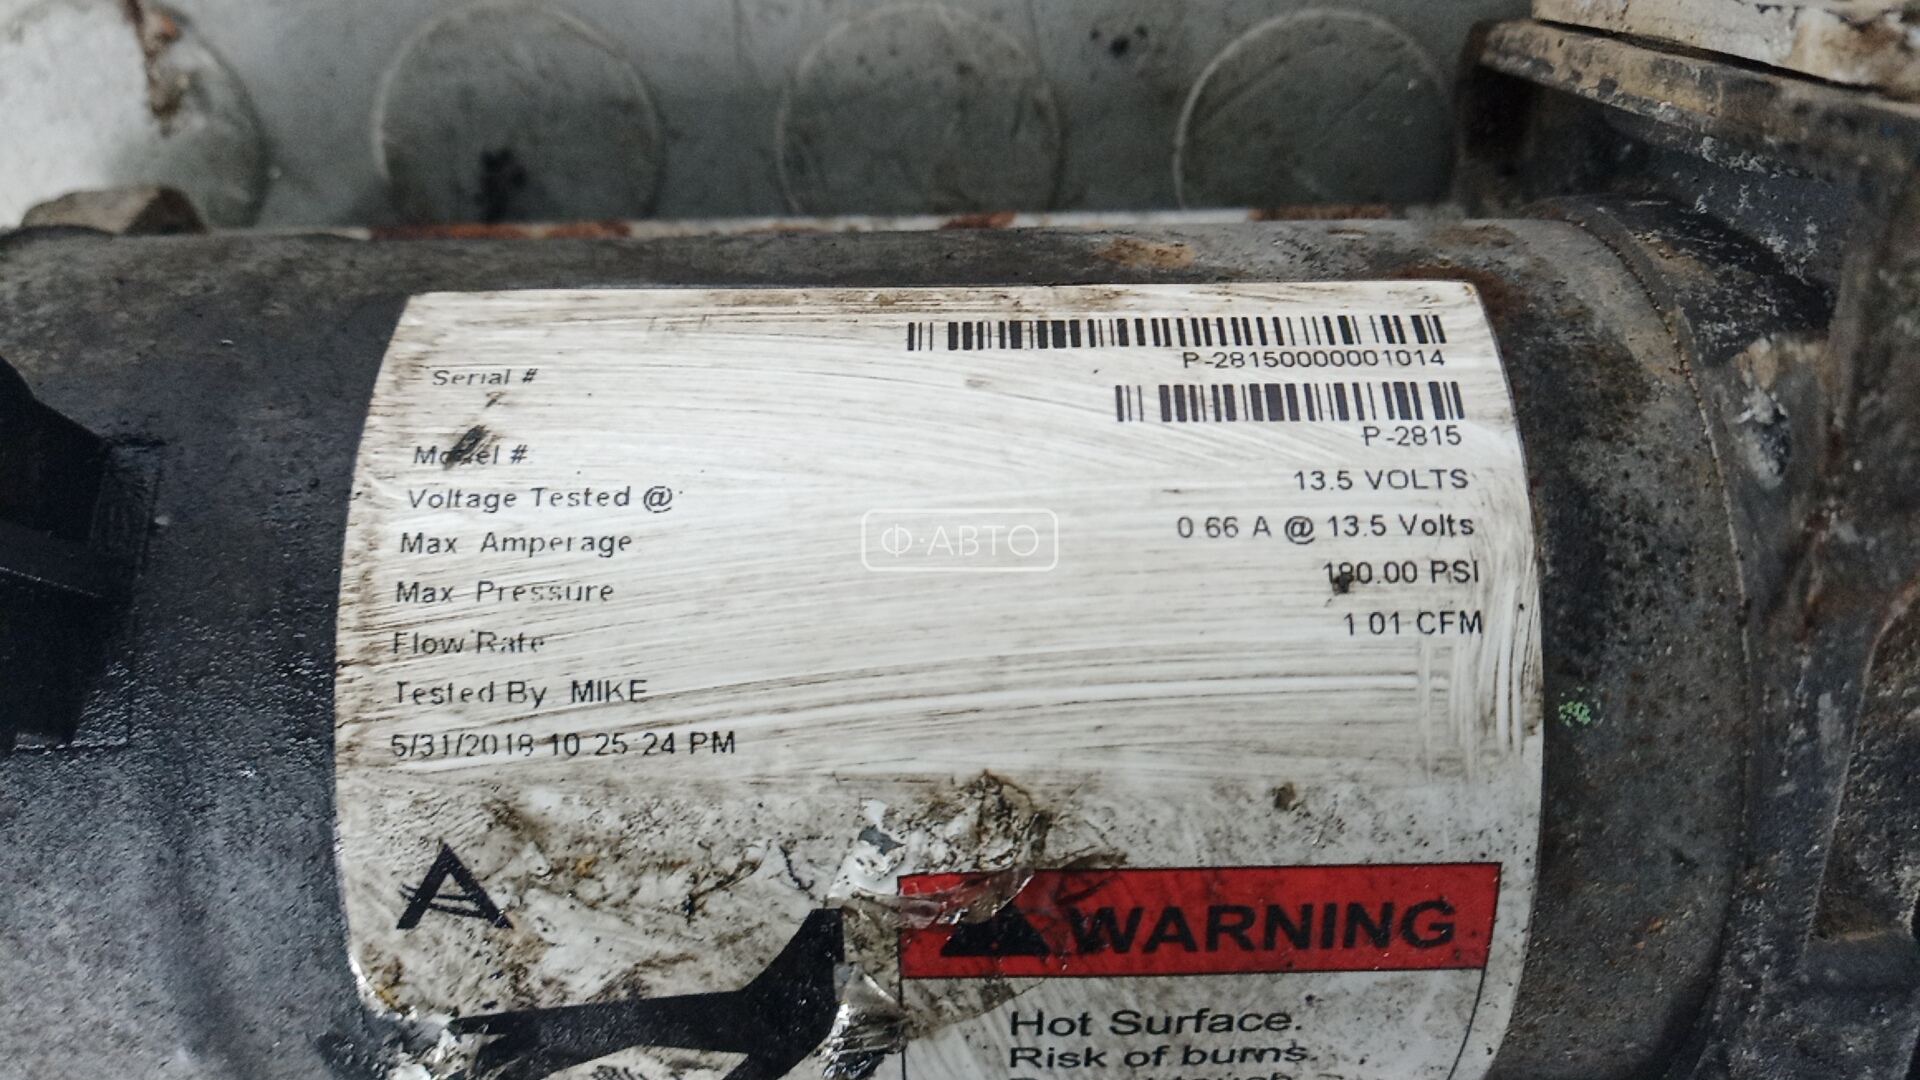 P-28150000001014
Serial #
P-2815
Model #
Voltage Tested @ 13.5 VOLTS
Max Amperage 0 66 A @ 13.5 Volts
Max Pressure 180.00 PSI
Flow Rate 1 01 CFM
Tested By MIKE
5/31/2018 10 25 24 PM
Ф·АВТО
A
WARNING
Hot Surface.
Risk of burns.